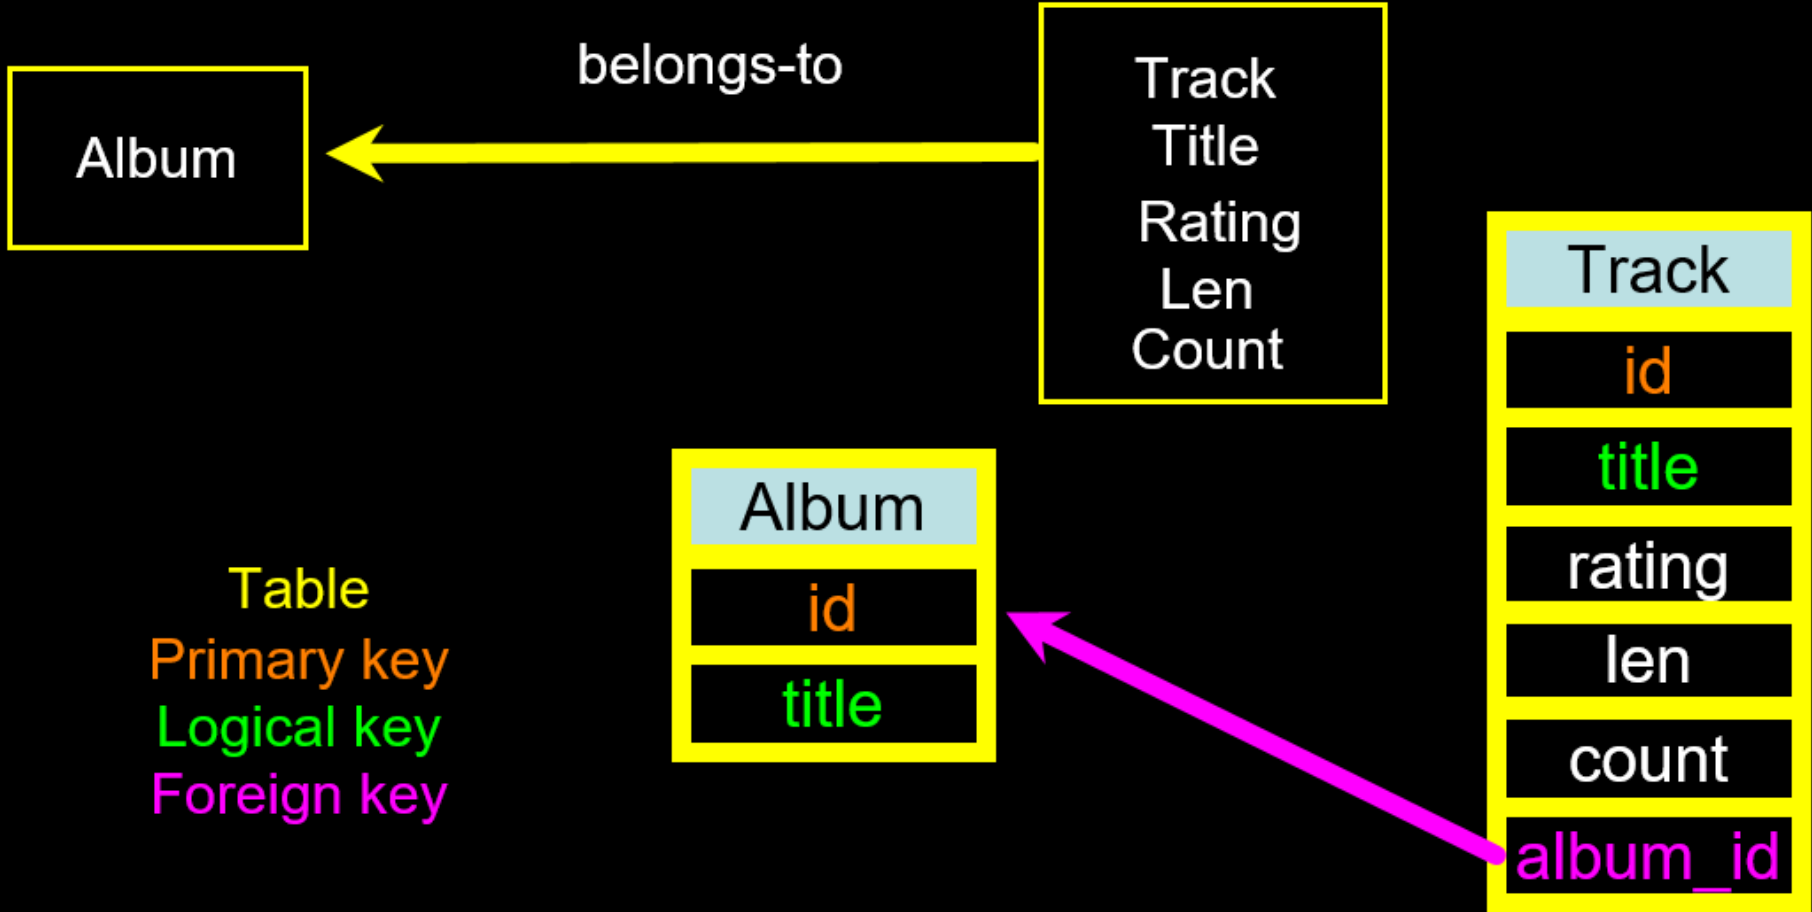 belongs-to
Album
Track
Title
Rating
Len
Count
Track
id
title
rating
len
count
album_id
Album
id
title
Table
Primary key
Logical key
Foreign key